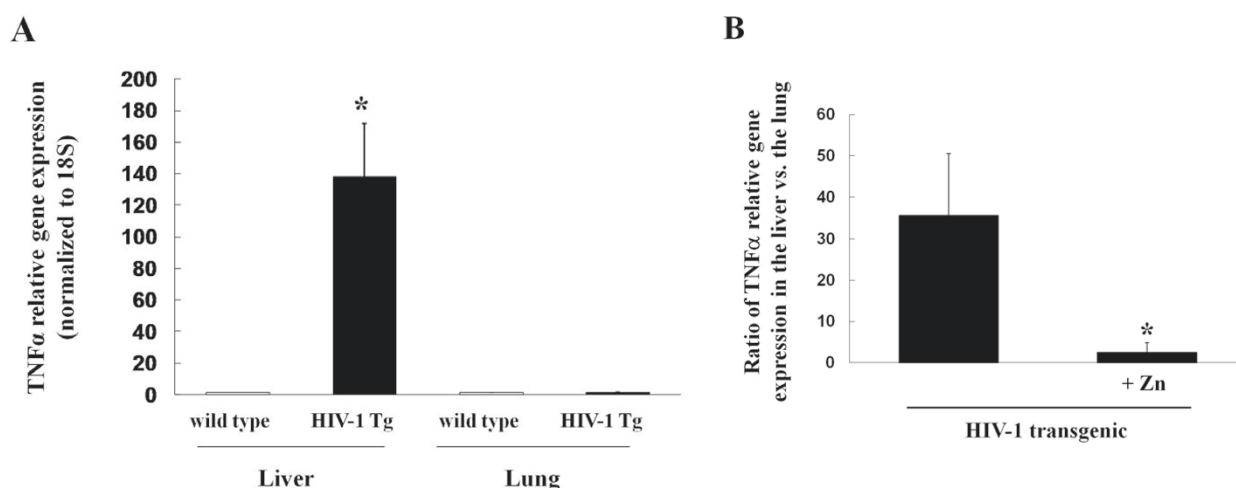 A
TNFα relative gene expression
(normalized to 18S)
200
180
160
140
120
100
80
60
40
20
0
*
wild type HIV-1 Tg wild type HIV-1 Tg
Liver Lung
B
Ratio of TNFα relative gene
expression in the liver vs. the lung
60
50
40
30
20
10
0
*
+ Zn
HIV-1 transgenic